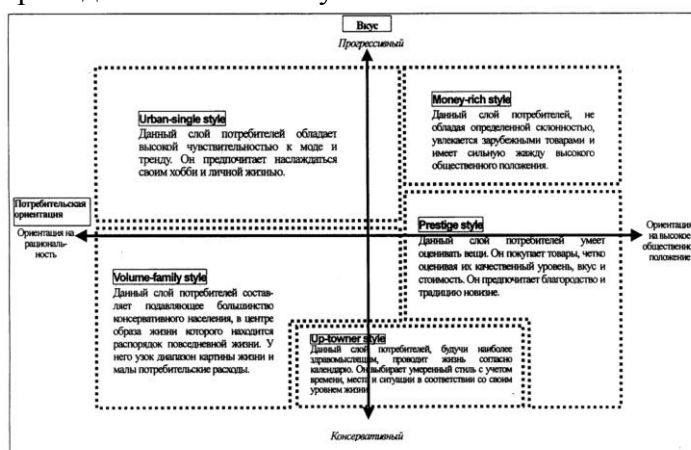 Вкус
Прогрессивный
Urban-single style
Данный слой потребителей обладает
высокой чувствительностью к моде и
тренду. Он предпочитает наслаждаться
своим хобби и личной жизнью.
Money-rich style
Данный слой потребителей, не
обладая определенной склонностью,
увлекается зарубежными товарами и
имеет сильную жажду высокого
общественного положения.
Потребительская
ориентация
Ориентация на
рациональ-
ность
Ориентация
на высокое
общественное
положение
Prestige style
Данный слой потребителей умеет
оценивать вещи. Он покупает товары, четко
оценивая их качественный уровень, вкус и
стоимость. Он предпочитает благородство и
традицию новизне.
Volume-family style
Данный слой потребителей состав-
ляет подавляющее большинство
консервативного населения, в центре
образа жизни которого находится
распорядок повседневной жизни. У
него узок диапазон картины жизни и
малы потребительские расходы.
Up-towner style
Данный слой потребителей, будучи наиболее
здравомыслящим, проводит жизнь согласно
календарю. Он выбирает умеренный стиль с учетом
времени, места и ситуации в соответствии со своим
уровнем жизни
Консервативный